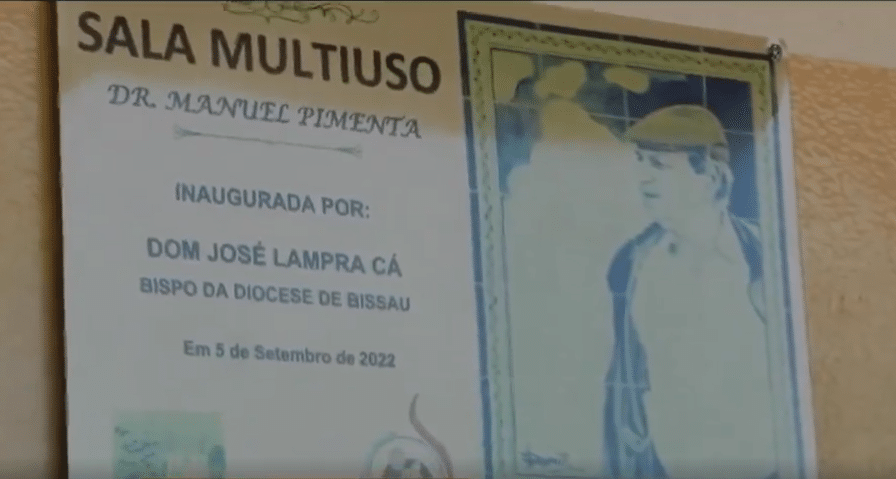 SALA MULTIUSO
DR. MANUEL PIMENTA
INAUGURADA POR:
DOM JOSÉ LAMPRA CÁ
BISPO DA DIOCESE DE BISSAU
Em 5 de Setembro de 2022